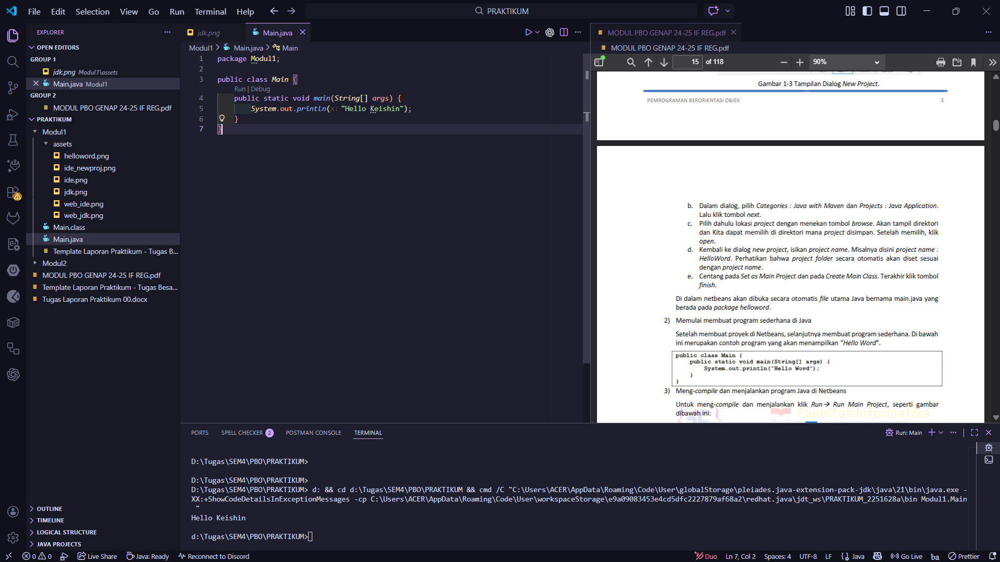 File Edit Selection View Go Run Terminal Help
PRAKTIKUM
EXPLORER
OPEN EDITORS
GROUP 1
jdk.png Modul1\assets
Main.java Modul1
GROUP 2
MODUL PBO GENAP 24-25 IF REG.pdf
PRAKTIKUM
Modul1
assets
helloword.png
ide_newproj.png
ide.png
jdk.png
web_ide.png
web_jdk.png
Main.class
Main.java
Template Laporan Praktikum - Tugas B...
Modul2
MODUL PBO GENAP 24-25 IF REG.pdf
Template Laporan Praktikum - Tugas Besa...
Tugas Laporan Praktikum 00.docx
OUTLINE
TIMELINE
LOGICAL STRUCTURE
JAVA PROJECTS
jdk.png
Main.java
Modul1 > Main.java > Main
1 package Modul1;
2
3 public class Main {
Run | Debug
4 public static void main(String[] args) {
5 System.out.println(x: "Hello Keishin");
6 }
7 }
MODUL PBO GENAP 24-25 IF REG.pdf
MODUL PBO GENAP 24-25 IF REG.pdf
15 of 118
90%
Gambar 1-3 Tampilan Dialog New Project.
PEMROGRAMAN BERORIENTASI OBJEK 3
b. Dalam dialog, pilih Categories : Java with Maven dan Projects : Java Application.
Lalu klik tombol next.
c. Pilih dahulu lokasi project dengan menekan tombol browse. Akan tampil direktori
dan Kita dapat memilih di direktori mana project disimpan. Setelah memilih, klik
open.
d. Kembali ke dialog new project, isikan project name. Misalnya disini project name :
HelloWord. Perhatikan bahwa project folder secara otomatis akan diset sesuai
dengan project name.
e. Centang pada Set as Main Project dan pada Create Main Class. Terakhir klik tombol
finish.
Di dalam netbeans akan dibuka secara otomatis file utama Java bernama main.java yang
berada pada package helloword.
2) Memulai membuat program sederhana di Java
Setelah membuat proyek di Netbeans, selanjutnya membuat program sederhana. Di bawah
ini merupakan contoh program yang akan menampilkan “Hello Word”.
public class Main {
public static void main(String[] args) {
System.out.println("Hello Word");
}
}
3) Meng-compile dan menjalankan program Java di Netbeans
Untuk meng-compile dan menjalankan klik Run→ Run Main Project, seperti gambar
dibawah ini:
Fakultas Informatika
PORTS SPELL CHECKER 2 POSTMAN CONSOLE TERMINAL
Run: Main
D:\Tugas\SEM4\PBO\PRAKTIKUM>
D:\Tugas\SEM4\PBO\PRAKTIKUM>
D:\Tugas\SEM4\PBO\PRAKTIKUM> d: && cd d:\Tugas\SEM4\PBO\PRAKTIKUM && cmd /C "C:\Users\ACER\AppData\Roaming\Code\User\globalStorage\pleiades.java-extension-pack-jdk\java\21\bin\java.exe -
XX:+ShowCodeDetailsInExceptionMessages -cp C:\Users\ACER\AppData\Roaming\Code\User\workspaceStorage\e9a09083453e4cd5dfc2227879af68a2\redhat.java\jdt_ws\PRAKTIKUM_2251628a\bin Modul1.Main
"
Hello Keishin
d:\Tugas\SEM4\PBO\PRAKTIKUM>
0 0 Live Share Java: Ready Reconnect to Discord
Duo Ln 7, Col 2 Spaces: 4 UTF-8 LF Java Go Live ba Prettier